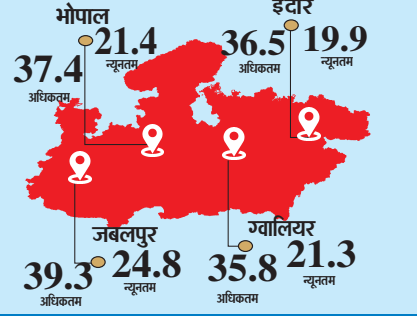 भोपाल
21.4
न्यूनतम
37.4
अधिकतम
इंदौर
36.5
अधिकतम
19.9
न्यूनतम
जबलपुर
39.3
अधिकतम
24.8
न्यूनतम
ग्वालियर
35.8
अधिकतम
21.3
न्यूनतम